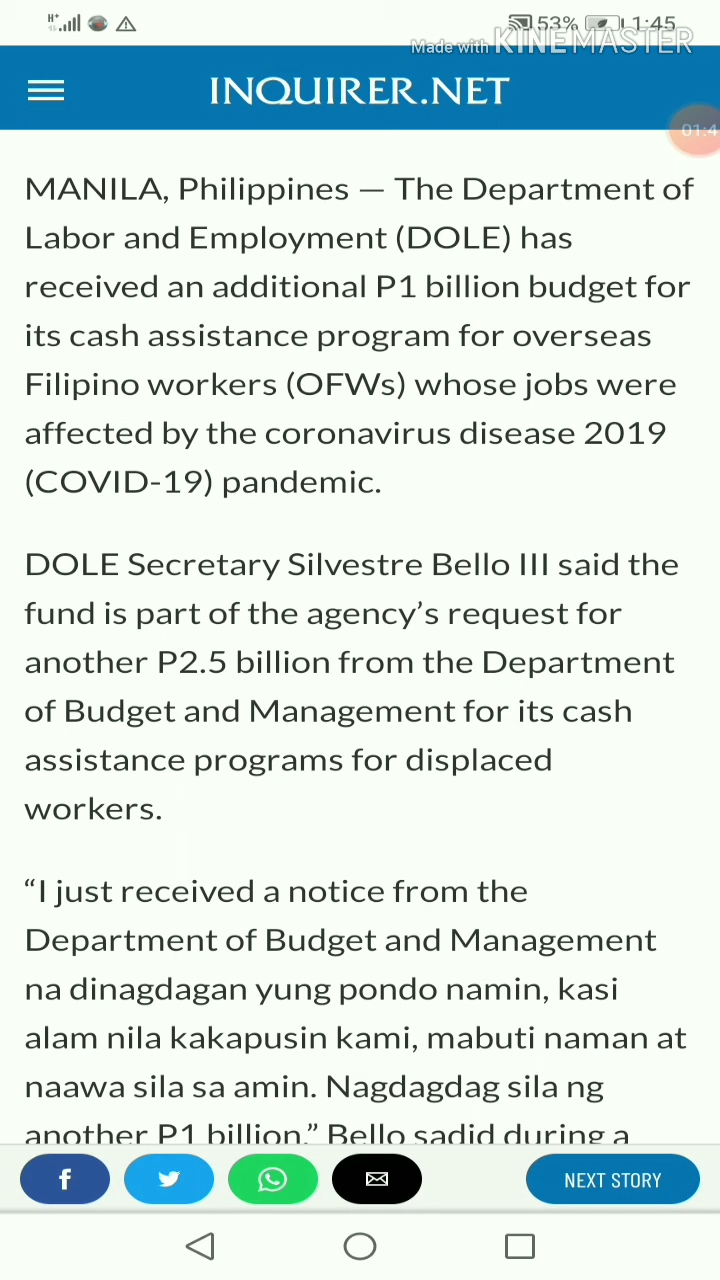 H+
53%
1:45
Made with KINEMASTER
INQUIRER.NET
01:4
MANILA, Philippines — The Department of
Labor and Employment (DOLE) has
received an additional P1 billion budget for
its cash assistance program for overseas
Filipino workers (OFWs) whose jobs were
affected by the coronavirus disease 2019
(COVID-19) pandemic.
DOLE Secretary Silvestre Bello III said the
fund is part of the agency’s request for
another P2.5 billion from the Department
of Budget and Management for its cash
assistance programs for displaced
workers.
“I just received a notice from the
Department of Budget and Management
na dinagdagan yung pondo namin, kasi
alam nila kakapusin kami, mabuti naman at
naawa sila sa amin. Nagdagdag sila ng
another P1 billion,” Bello sadid during a
NEXT STORY